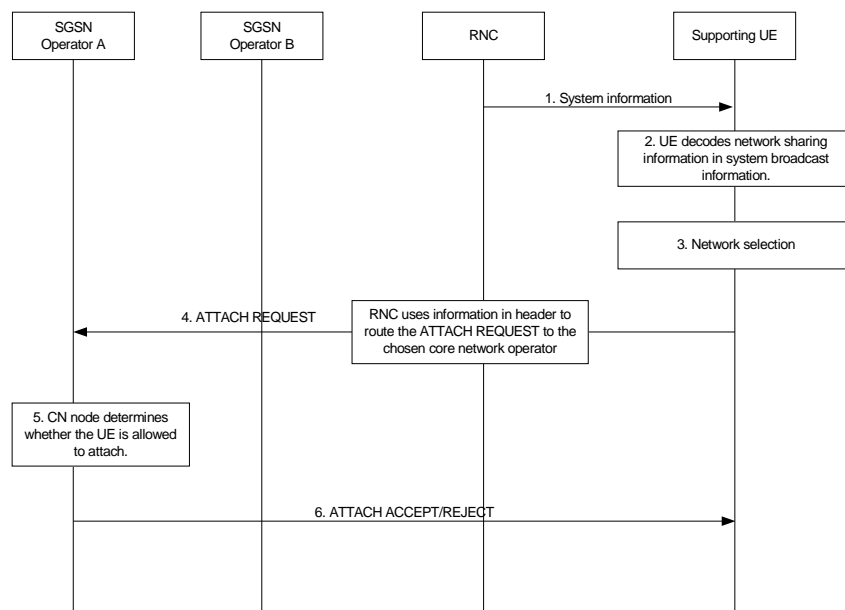 SGSN
Operator A
SGSN
Operator B
RNC
Supporting UE
1. System information
2. UE decodes network sharing
information in system broadcast
information.
3. Network selection
4. ATTACH REQUEST
RNC uses information in header to
route the ATTACH REQUEST to the
chosen core network operator
5. CN node determines
whether the UE is allowed
to attach.
6. ATTACH ACCEPT/REJECT